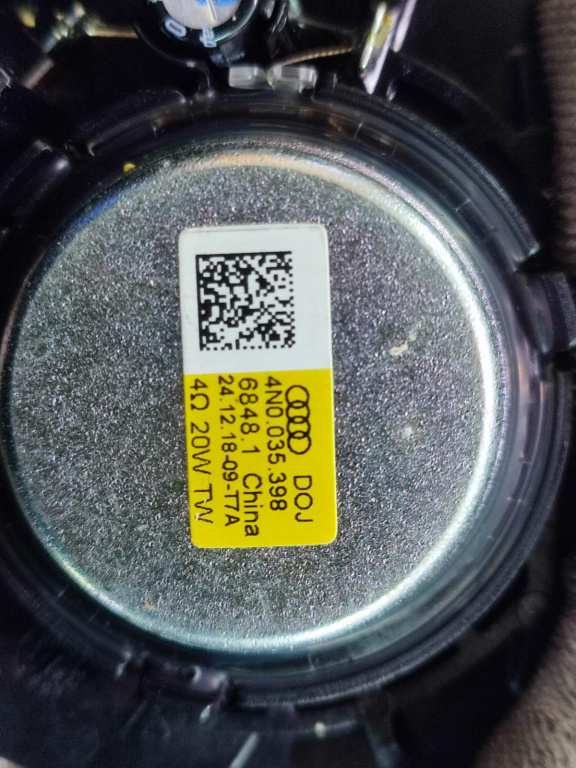 DOJ
4N0.035.398
6848.1 China
24.12.18-09-T7A
4Ω 20W TW